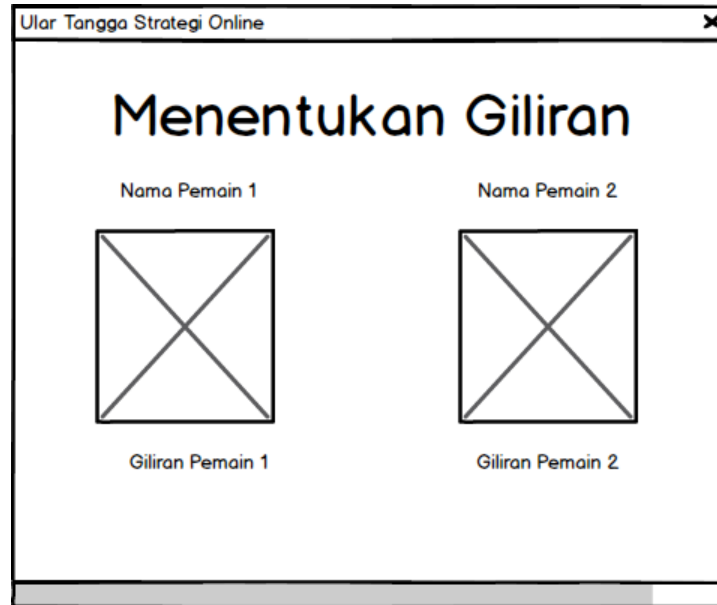 Ular Tangga Strategi Online
Menentukan Giliran
Nama Pemain 1
Nama Pemain 2
Giliran Pemain 1
Giliran Pemain 2